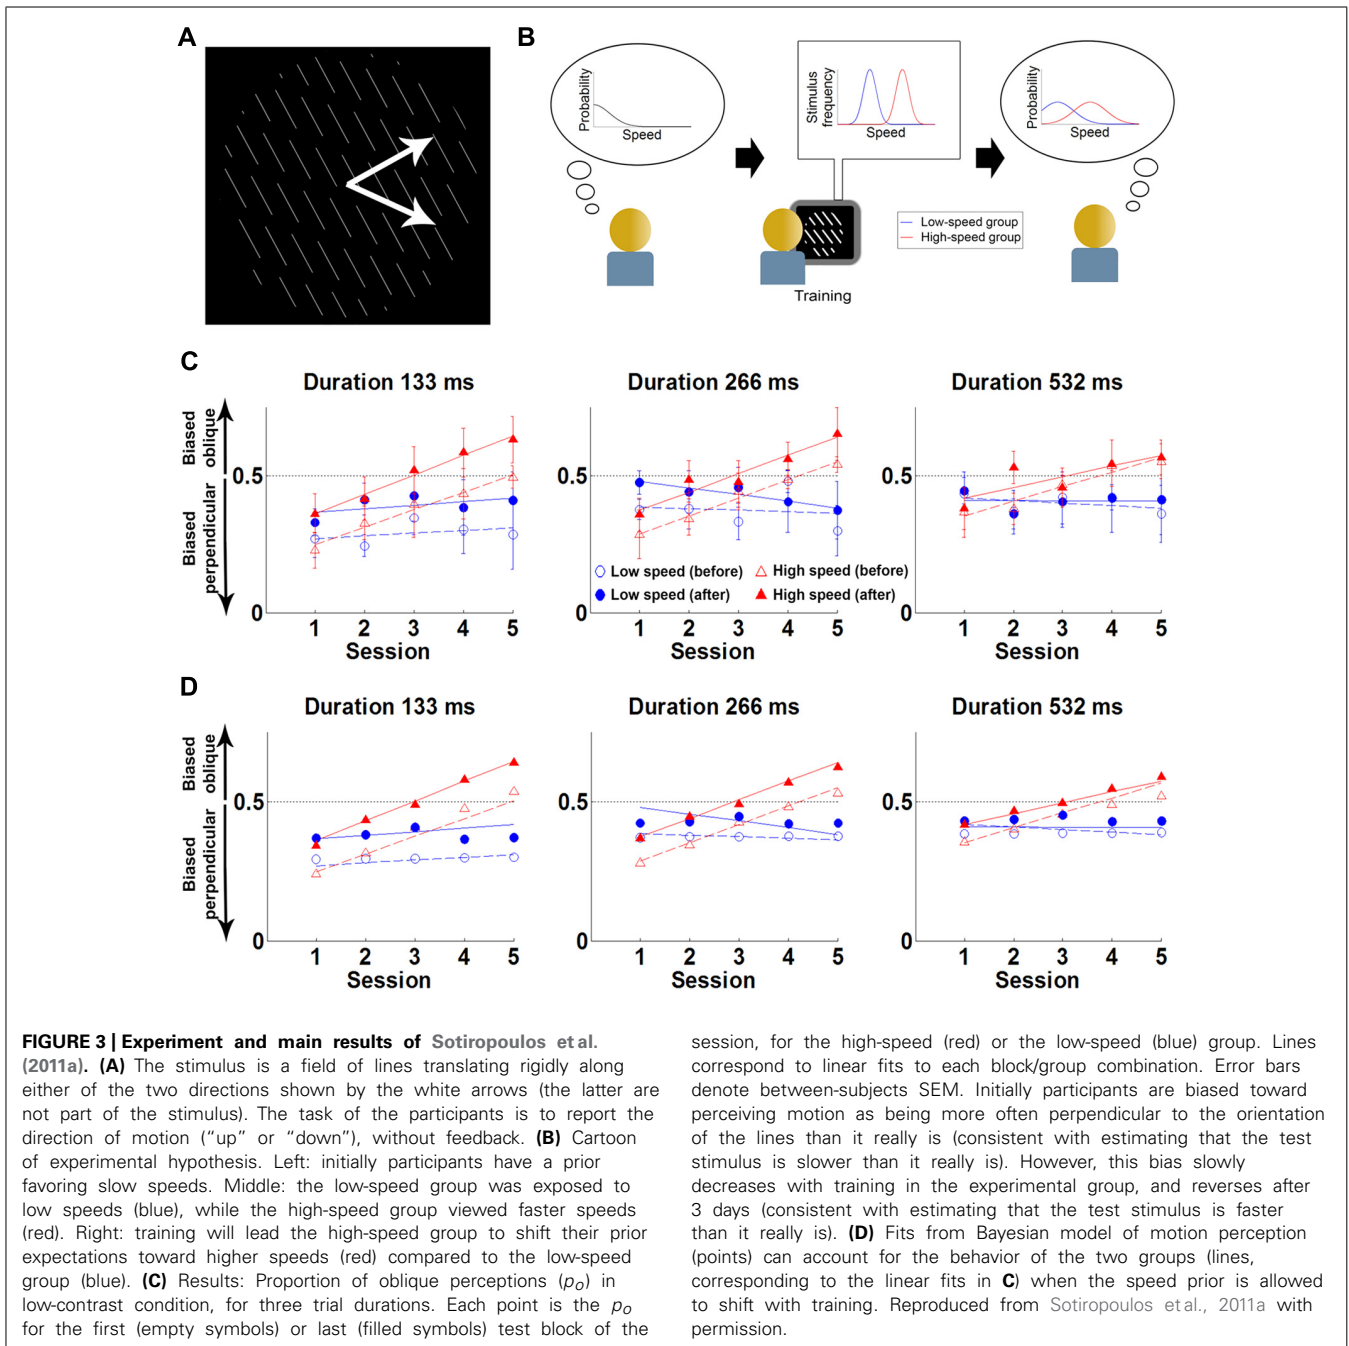 A
B
Probability
Speed
Stimulus
frequency
Speed
Probability
Speed
Low-speed group
High-speed group
Training
C
Duration 133 ms
Duration 266 ms
Duration 532 ms
Biased
oblique
Biased
perpendicular
0.5
0
1 2 3 4 5
Session
0.5
0
1 2 3 4 5
Session
Low speed (before)
High speed (before)
Low speed (after)
High speed (after)
0.5
0
1 2 3 4 5
Session
D
Duration 133 ms
Duration 266 ms
Duration 532 ms
Biased
oblique
Biased
perpendicular
0.5
0
1 2 3 4 5
Session
0.5
0
1 2 3 4 5
Session
0.5
0
1 2 3 4 5
Session
FIGURE 3 | Experiment and main results of Sotiropoulos et al.
(2011a). (A) The stimulus is a field of lines translating rigidly along
either of the two directions shown by the white arrows (the latter are
not part of the stimulus). The task of the participants is to report the
direction of motion (“up” or “down”), without feedback. (B) Cartoon
of experimental hypothesis. Left: initially participants have a prior
favoring slow speeds. Middle: the low-speed group was exposed to
low speeds (blue), while the high-speed group viewed faster speeds
(red). Right: training will lead the high-speed group to shift their prior
expectations toward higher speeds (red) compared to the low-speed
group (blue). (C) Results: Proportion of oblique perceptions (pO) in
low-contrast condition, for three trial durations. Each point is the pO
for the first (empty symbols) or last (filled symbols) test block of the
session, for the high-speed (red) or the low-speed (blue) group. Lines
correspond to linear fits to each block/group combination. Error bars
denote between-subjects SEM. Initially participants are biased toward
perceiving motion as being more often perpendicular to the orientation
of the lines than it really is (consistent with estimating that the test
stimulus is slower than it really is). However, this bias slowly
decreases with training in the experimental group, and reverses after
3 days (consistent with estimating that the test stimulus is faster
than it really is). (D) Fits from Bayesian model of motion perception
(points) can account for the behavior of the two groups (lines,
corresponding to the linear fits in C) when the speed prior is allowed
to shift with training. Reproduced from Sotiropoulos et al., 2011a with
permission.